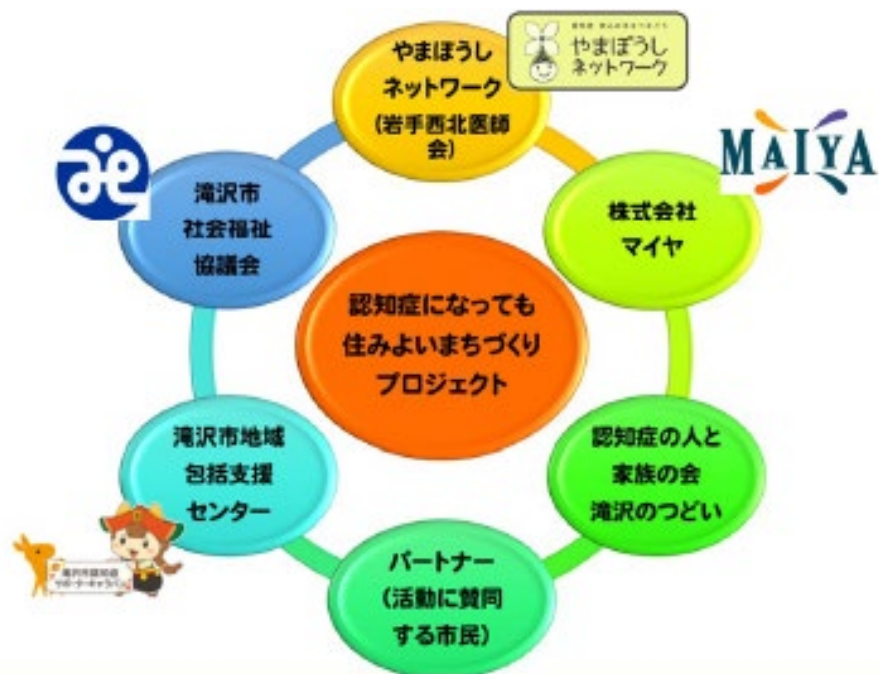 やまぼうし
ネットワーク
(岩手西北医師
会)
やまぼうし
ネットワーク
MAIYA
株式会社
マイヤ
滝沢市
社会福祉
協議会
認知症になっても
住みよいまちづくり
プロジェクト
滝沢市地域
包括支援
センター
認知症の人と
家族の会
滝沢のつどい
パートナー
(活動に賛同
する市民)